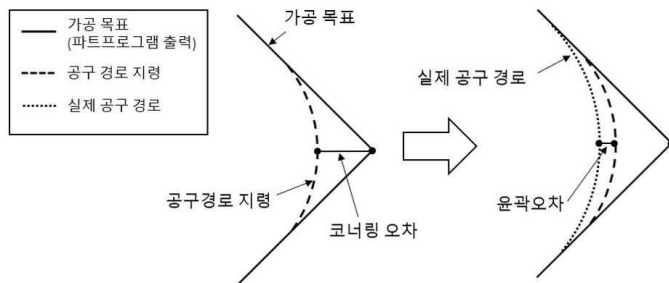 가공 목표
(파트프로그램 출력)
공구 경로 지령
실제 공구 경로
가공 목표
공구경로 지령
코너링 오차
실제 공구 경로
윤곽오차